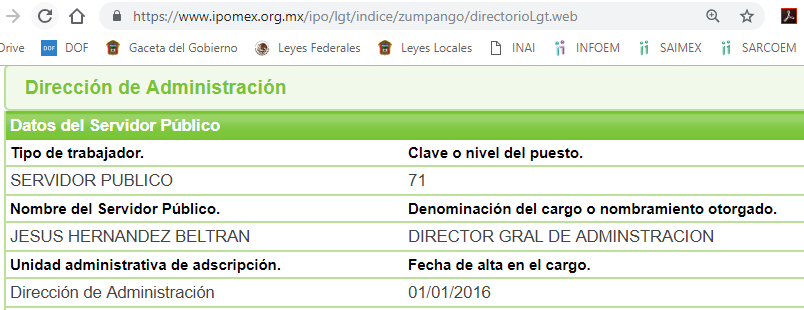 https://www.ipomex.org.mx/ipo/lgt/indice/zumpango/directorioLgt.web
Drive DOF DOF Gaceta del Gobierno Leyes Federales Leyes Locales INAI INFOEM SAIMEX SARCOEM
Dirección de Administración
Datos del Servidor Público
Tipo de trabajador. Clave o nivel del puesto.
SERVIDOR PUBLICO 71
Nombre del Servidor Público. Denominación del cargo o nombramiento otorgado.
JESUS HERNANDEZ BELTRAN DIRECTOR GRAL DE ADMINSTRACION
Unidad administrativa de adscripción. Fecha de alta en el cargo.
Dirección de Administración 01/01/2016